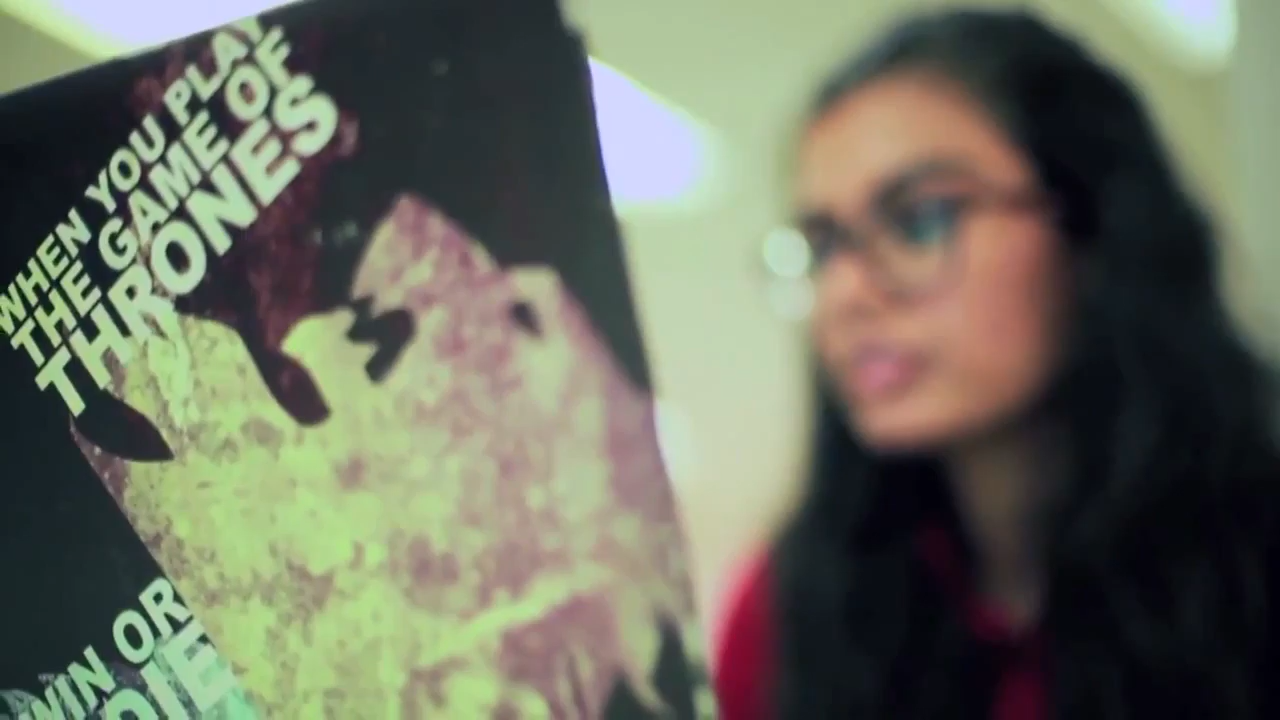 WHEN YOU PLAY
THE GAME OF
THRONES
WIN OR
DIE